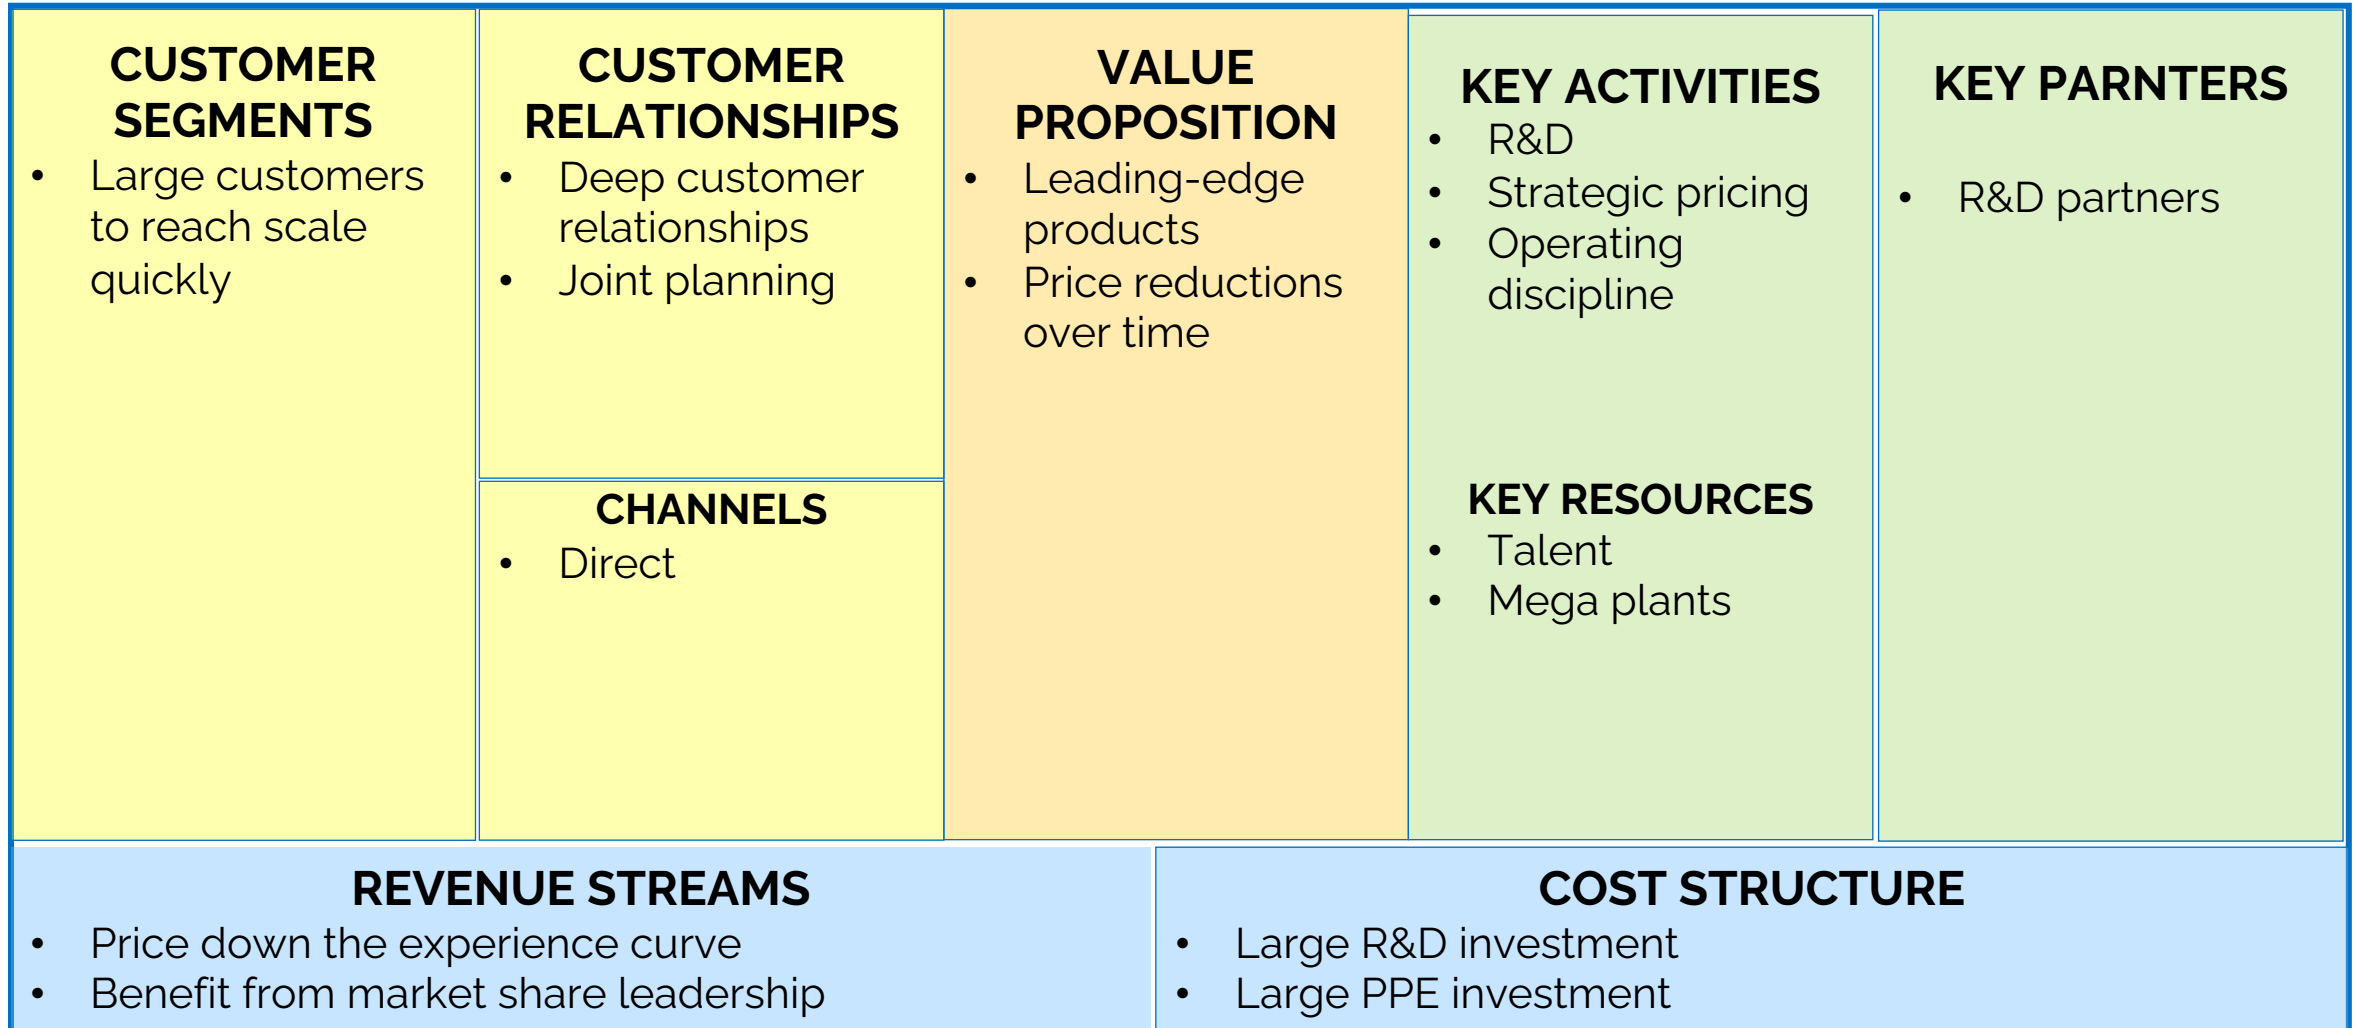 CUSTOMER
SEGMENTS
• Large customers
to reach scale
quickly
CUSTOMER
RELATIONSHIPS
• Deep customer
relationships
• Joint planning
CHANNELS
• Direct
VALUE
PROPOSITION
• Leading-edge
products
• Price reductions
over time
KEY ACTIVITIES
• R&D
• Strategic pricing
• Operating
discipline
KEY RESOURCES
• Talent
• Mega plants
KEY PARNTERS
• R&D partners
REVENUE STREAMS
• Price down the experience curve
• Benefit from market share leadership
COST STRUCTURE
• Large R&D investment
• Large PPE investment